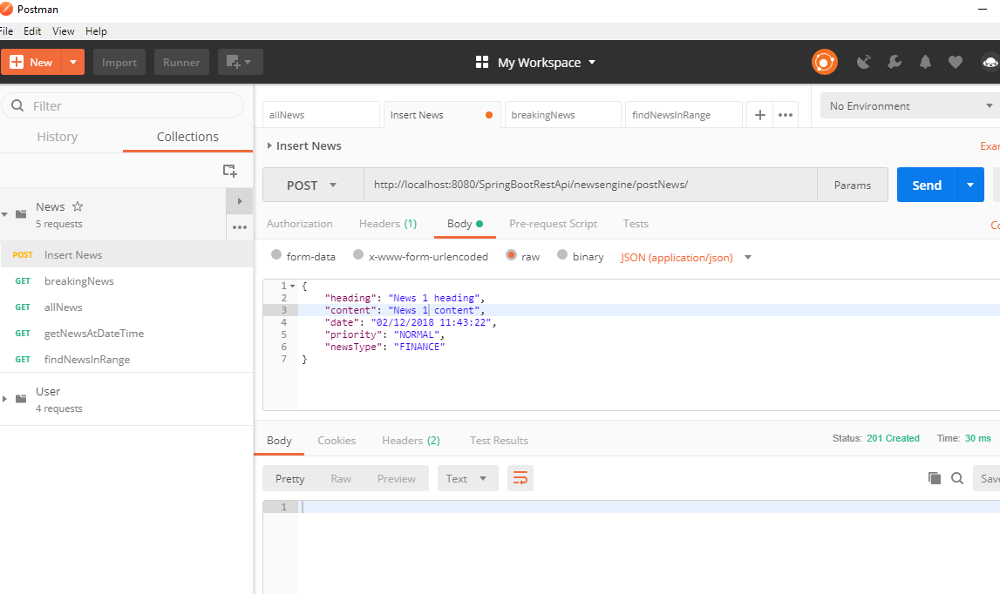 Postman
File Edit View Help
New Import Runner My Workspace
Filter
History Collections
News
5 requests
POST Insert News
GET breakingNews
GET allNews
GET getNewsAtDateTime
GET findNewsInRange
User
4 requests
allNews Insert News breakingNews findNewsInRange No Environment
Insert News
POST http://localhost:8080/SpringBootRestApi/newsengine/postNews/ Params Send
Authorization Headers (1) Body Pre-request Script Tests
form-data x-www-form-urlencoded raw binary JSON (application/json)
1 {
2 "heading": "News 1 heading",
3 "content": "News 1 content",
4 "date": "02/12/2018 11:43:22",
5 "priority": "NORMAL",
6 "newsType": "FINANCE"
7 }
Body Cookies Headers (2) Test Results Status: 201 Created Time: 30 ms
Pretty Raw Preview Text Save
1